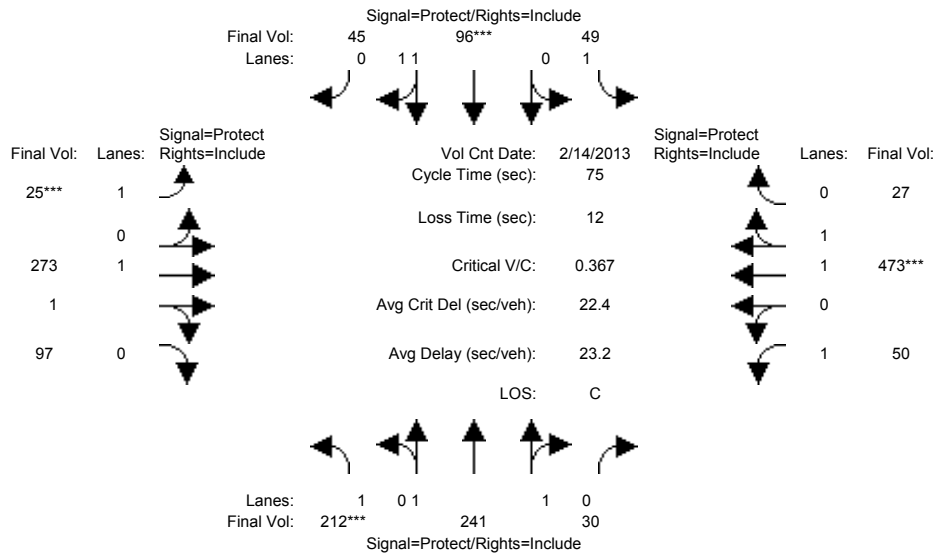 Signal=Protect/Rights=Include
Final Vol: 45 96*** 49
Lanes: 0 1 1 0 1
Signal=Protect Signal=Protect
Final Vol: Lanes: Rights=Include Vol Cnt Date: 2/14/2013 Rights=Include Lanes: Final Vol:
Cycle Time (sec): 75
25*** 1 0 27
Loss Time (sec): 12
0 1
273 1 Critical V/C: 0.367 1 473***
1 Avg Crit Del (sec/veh): 22.4 0
97 0 Avg Delay (sec/veh): 23.2 1 50
LOS: C
Lanes: 1 0 1 1 0
Final Vol: 212*** 241 30
Signal=Protect/Rights=Include